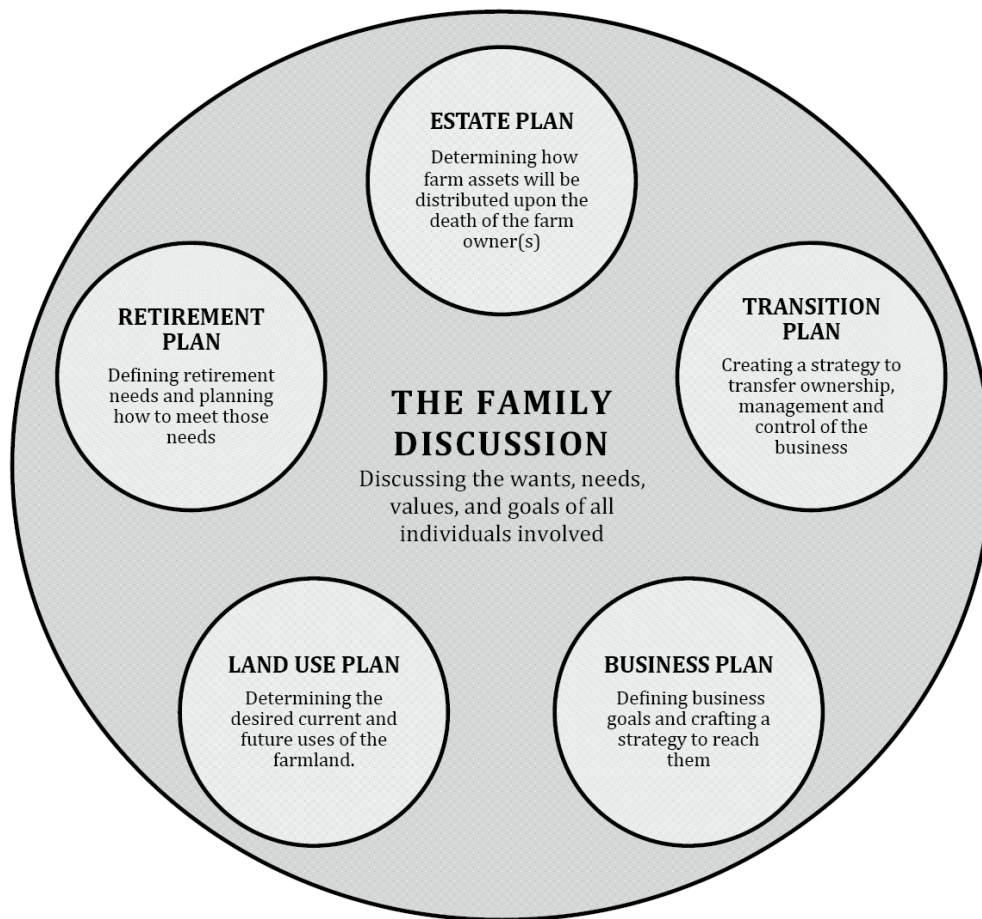 ESTATE PLAN
Determining how
farm assets will be
distributed upon the
death of the farm
owner(s)
RETIREMENT
PLAN
Defining retirement
needs and planning
how to meet those
needs
TRANSITION
PLAN
Creating a strategy to
transfer ownership,
management and
control of the
business
THE FAMILY
DISCUSSION
Discussing the wants, needs,
values, and goals of all
individuals involved
LAND USE PLAN
Determining the
desired current and
future uses of the
farmland.
BUSINESS PLAN
Defining business
goals and crafting a
strategy to reach
them